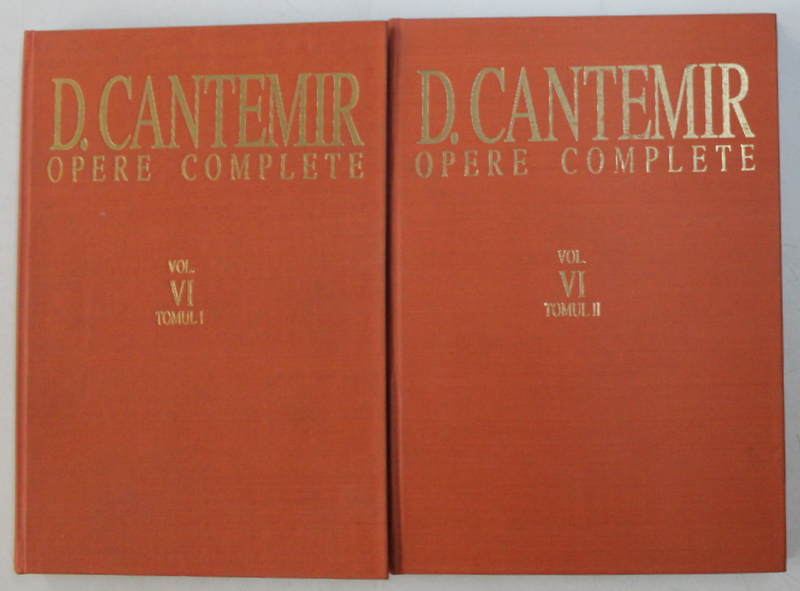 D. CANTEMIR
OPERE COMPLETE
VOL.
VI
TOMUL I
D. CANTEMIR
OPERE COMPLETE
VOL.
VI
TOMUL II